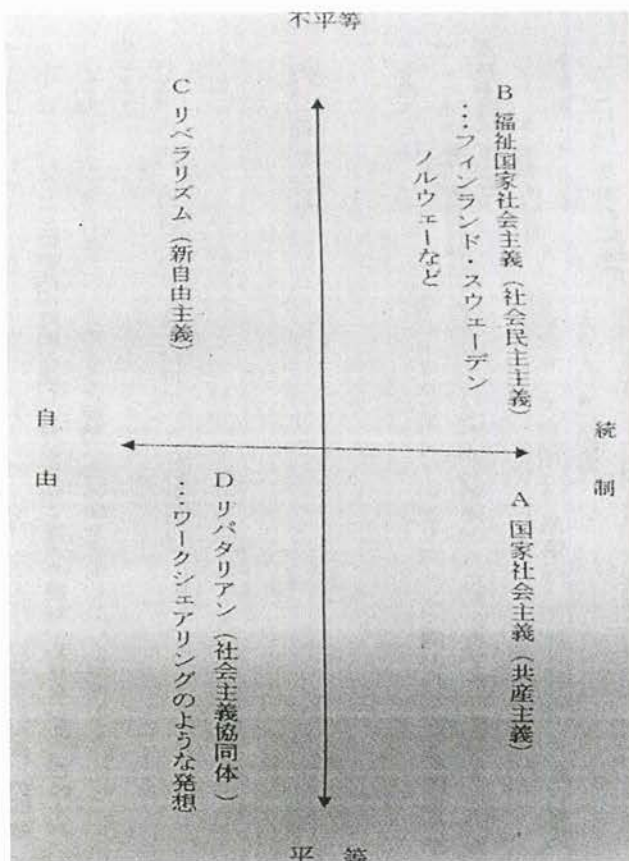 不平等
B 福祉国家社会主義（社会民主主義）
…フィンランド・スウェーデン
ノルウェーなど
C リベラリズム（新自由主義）
統制
自由
A 国家社会主義（共産主義）
D リバタリアン（社会主義協同体）
…ワークシェアリングのような発想
平等